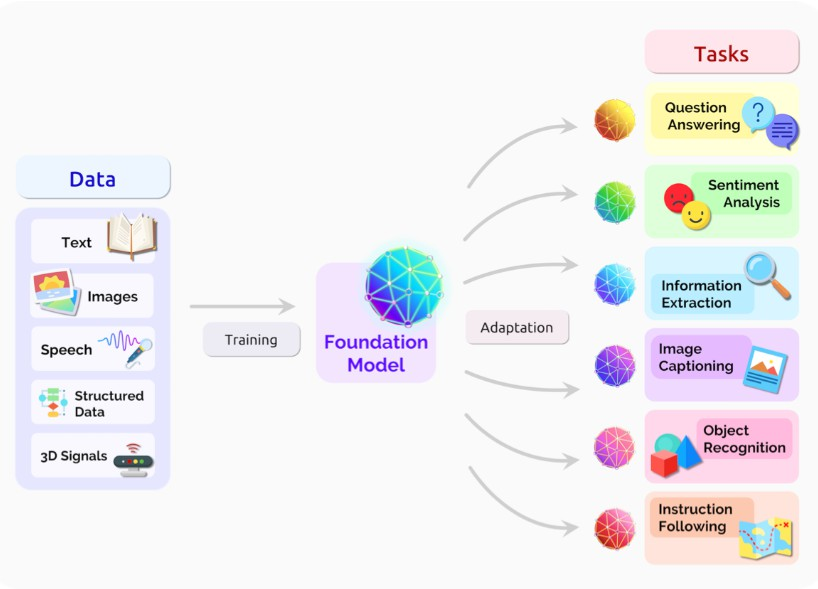 Data
Text
Images
Speech
Structured
Data
3D Signals
Training
Foundation
Model
Adaptation
Tasks
Question
Answering
?
Sentiment
Analysis
Information
Extraction
Image
Captioning
Object
Recognition
Instruction
Following